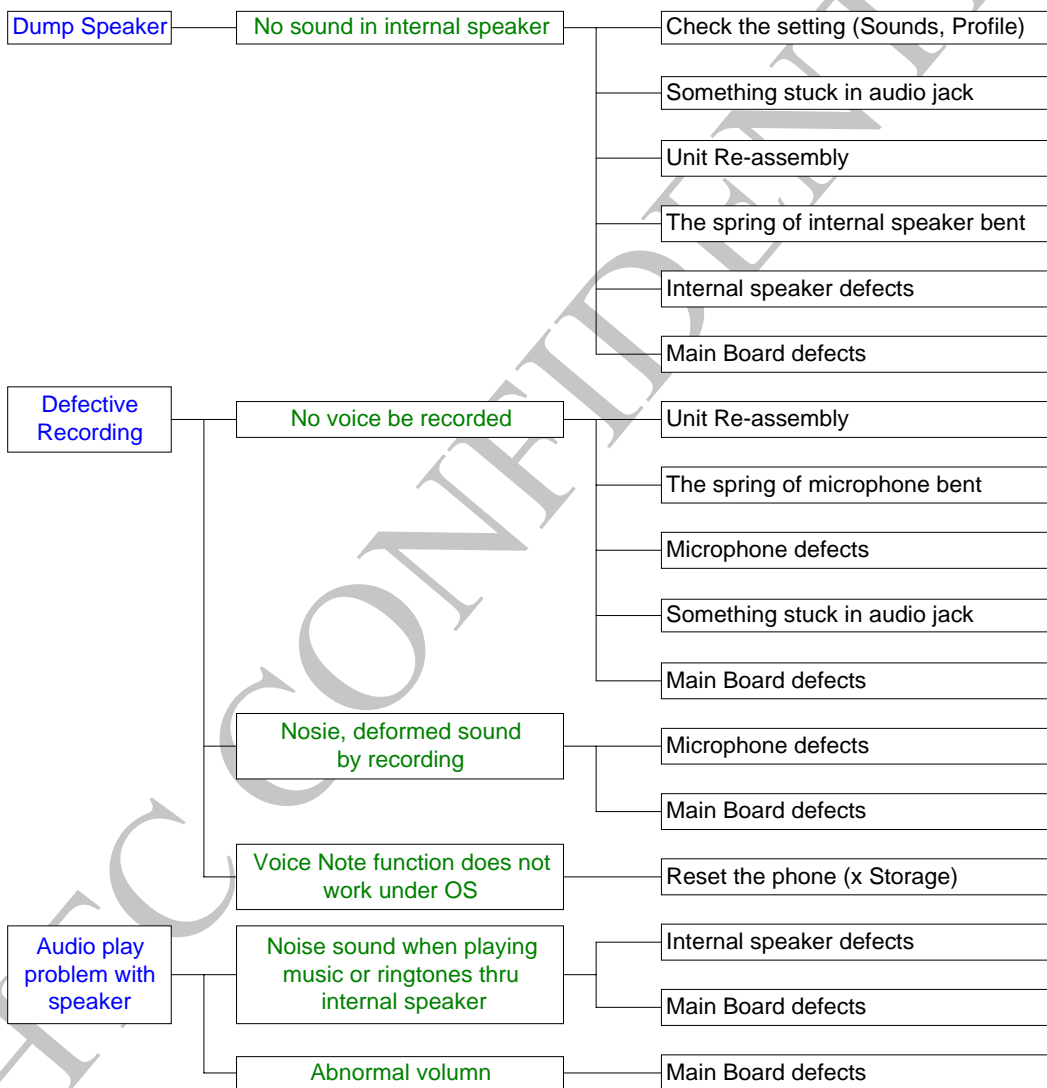 Dump Speaker
No sound in internal speaker
Check the setting (Sounds, Profile)
Something stuck in audio jack
Unit Re-assembly
The spring of internal speaker bent
Internal speaker defects
Main Board defects
Defective
Recording
No voice be recorded
Unit Re-assembly
The spring of microphone bent
Microphone defects
Something stuck in audio jack
Main Board defects
Nosie, deformed sound
by recording
Microphone defects
Main Board defects
Voice Note function does not
work under OS
Reset the phone (x Storage)
Audio play
problem with
speaker
Noise sound when playing
music or ringtones thru
internal speaker
Internal speaker defects
Main Board defects
Abnormal volumn
Main Board defects
HTC CONFIDENTI